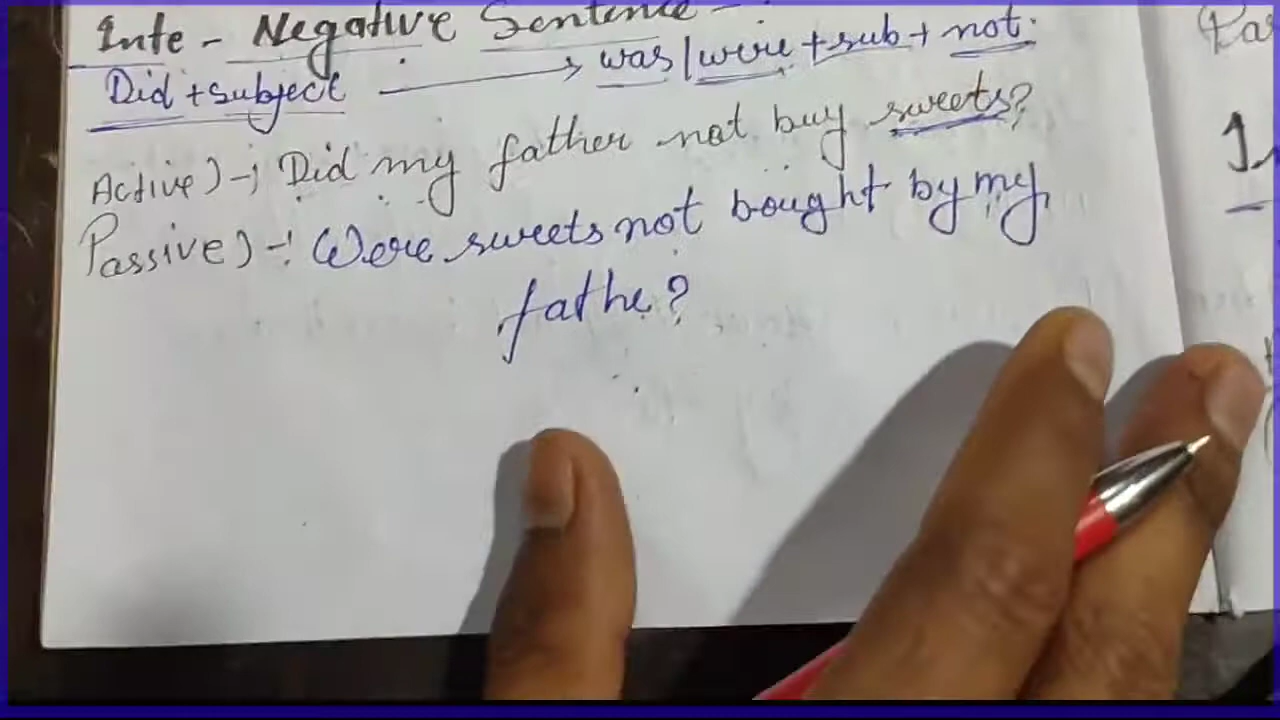 Inte - Negative Sentence -
Did + subject → was/were + sub + not.
Active) -; Did my father not buy sweets?
Passive) -! Were sweets not bought by my
fathe?
1